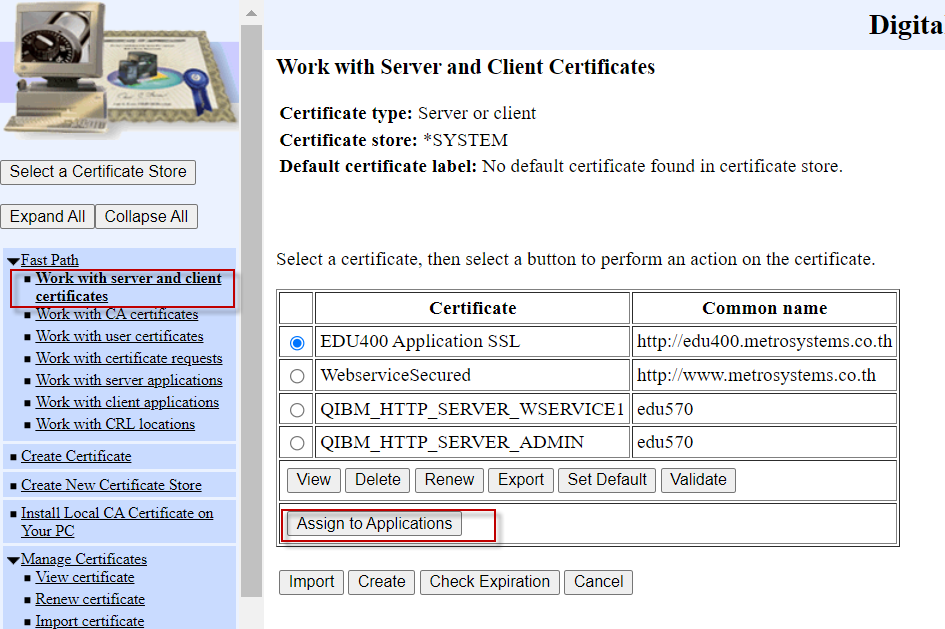 Digita
Select a Certificate Store
Expand All Collapse All
Fast Path
Work with server and client
certificates
Work with CA certificates
Work with user certificates
Work with certificate requests
Work with server applications
Work with client applications
Work with CRL locations
Create Certificate
Create New Certificate Store
Install Local CA Certificate on
Your PC
Manage Certificates
View certificate
Renew certificate
Import certificate
Work with Server and Client Certificates
Certificate type: Server or client
Certificate store: *SYSTEM
Default certificate label: No default certificate found in certificate store.
Select a certificate, then select a button to perform an action on the certificate.
Certificate Common name
EDU400 Application SSL http://edu400.metrosystems.co.th
WebserviceSecured http://www.metrosystems.co.th
QIBM_HTTP_SERVER_WSERVICE1 edu570
QIBM_HTTP_SERVER_ADMIN edu570
View Delete Renew Export Set Default Validate
Assign to Applications
Import Create Check Expiration Cancel